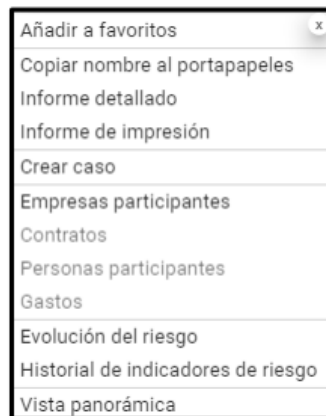 Añadir a favoritos
x
Copiar nombre al portapapeles
Informe detallado
Informe de impresión
Crear caso
Empresas participantes
Contratos
Personas participantes
Gastos
Evolución del riesgo
Historial de indicadores de riesgo
Vista panorámica